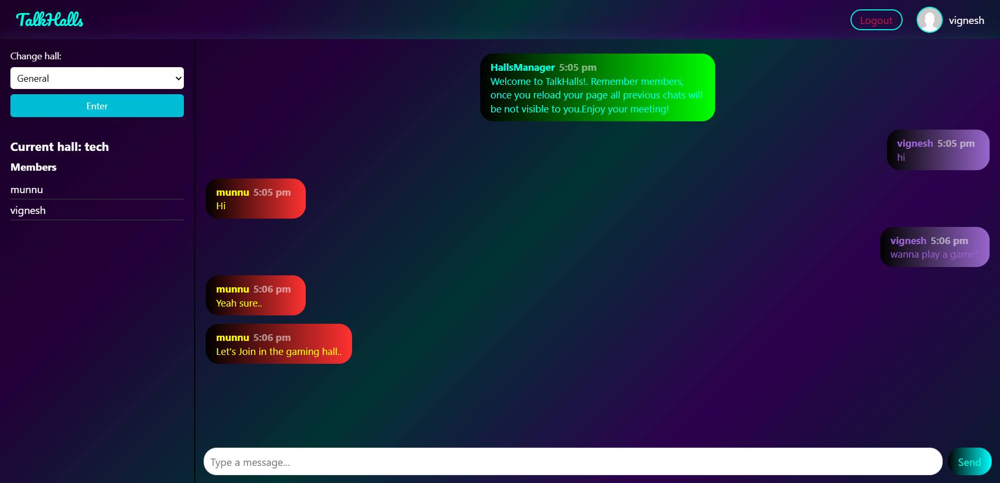 TalkHalls
Logout
vignesh
Change hall:
General
Enter
Current hall: tech
Members
munnu
vignesh
HallsManager 5:05 pm
Welcome to TalkHalls!. Remember members,
once you reload your page all previous chats will
be not visible to you.Enjoy your meeting!
vignesh 5:05 pm
hi
munnu 5:05 pm
Hi
vignesh 5:06 pm
wanna play a game?
munnu 5:06 pm
Yeah sure..
munnu 5:06 pm
Let's Join in the gaming hall..
Type a message...
Send